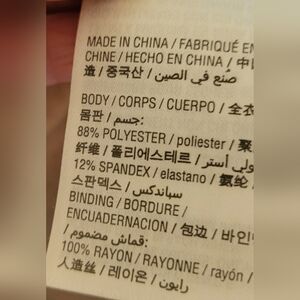 MADE IN CHINA / FABRIQUÉ EN
CHINE / HECHO EN CHINA / 中
造 / 중국산 / صنع في الصين /
BODY / CORPS / CUERPO / 全衣
몸판 / جسم:
88% POLYESTER / poliester / 聚
纤维 / 폴리에스테르 / ولي أستر /
12% SPANDEX / elastano / 氨纶
스판덱스 / سباندكس /
BINDING / BORDURE /
ENCUADERNACION / 包边 / 바인
قماش مضموم / :
100% RAYON / RAYONNE / rayón /
人造丝 / 레이온 / رايون /